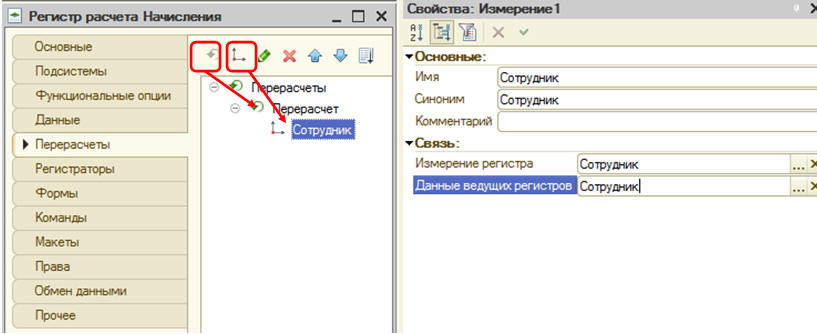 Регистр расчета Начисления
Основные
Подсистемы
Функциональные опции
Данные
Перерасчеты
Регистраторы
Формы
Команды
Макеты
Права
Обмен данными
Прочее
Перерасчеты
Перерасчет
Сотрудник
Свойства: Измерение1
Основные:
Имя Сотрудник
Синоним Сотрудник
Комментарий
Связь:
Измерение регистра Сотрудник ...
Данные ведущих регистров Сотрудник ...